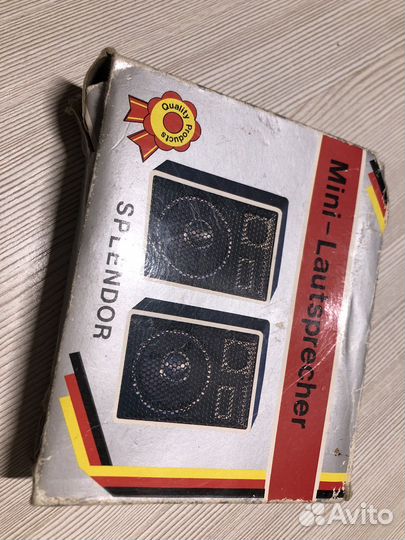 Quality Products
Mini-Lautsprecher
SPLENDOR
Avito